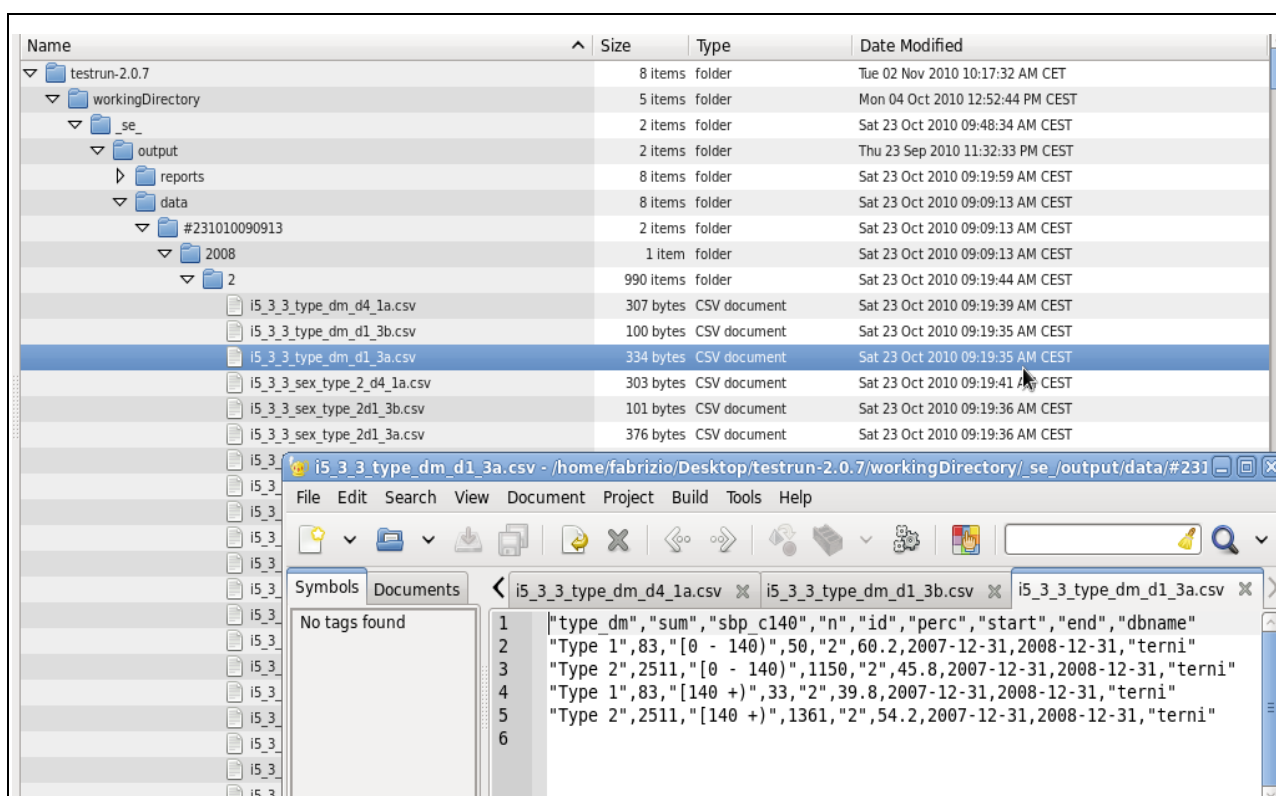 Name Size Type Date Modified
testrun-2.0.7 8 items folder Tue 02 Nov 2010 10:17:32 AM CET
workingDirectory 5 items folder Mon 04 Oct 2010 12:52:44 PM CEST
_se_ 2 items folder Sat 23 Oct 2010 09:48:34 AM CEST
output 2 items folder Thu 23 Sep 2010 11:32:33 PM CEST
reports 8 items folder Sat 23 Oct 2010 09:19:59 AM CEST
data 8 items folder Sat 23 Oct 2010 09:09:13 AM CEST
#231010090913 2 items folder Sat 23 Oct 2010 09:09:13 AM CEST
2008 1 item folder Sat 23 Oct 2010 09:09:13 AM CEST
2 990 items folder Sat 23 Oct 2010 09:19:44 AM CEST
i5_3_3_type_dm_d4_1a.csv 307 bytes CSV document Sat 23 Oct 2010 09:19:39 AM CEST
i5_3_3_type_dm_d1_3b.csv 100 bytes CSV document Sat 23 Oct 2010 09:19:35 AM CEST
i5_3_3_type_dm_d1_3a.csv 334 bytes CSV document Sat 23 Oct 2010 09:19:35 AM CEST
i5_3_3_sex_type_2_d4_1a.csv 303 bytes CSV document Sat 23 Oct 2010 09:19:41 AM CEST
i5_3_3_sex_type_2d1_3b.csv 101 bytes CSV document Sat 23 Oct 2010 09:19:36 AM CEST
i5_3_3_sex_type_2d1_3a.csv 376 bytes CSV document Sat 23 Oct 2010 09:19:36 AM CEST
i5_3_
i5_3_3_type_dm_d1_3a.csv - /home/fabrizio/Desktop/testrun-2.0.7/workingDirectory/_se_/output/data/#231
i5_3_
File Edit Search View Document Project Build Tools Help
i5_3_
i5_3_
i5_3_
i5_3_
Symbols Documents
i5_3_3_type_dm_d4_1a.csv i5_3_3_type_dm_d1_3b.csv i5_3_3_type_dm_d1_3a.csv
No tags found
i5_3_
i5_3_
i5_3_
i5_3_
i5_3_
i5_3_
i5_3_
i5_3
1 "type_dm","sum","sbp_c140","n","id","perc","start","end","dbname"
2 "Type 1",83,"[0 - 140)",50,"2",60.2,2007-12-31,2008-12-31,"terni"
3 "Type 2",2511,"[0 - 140)",1150,"2",45.8,2007-12-31,2008-12-31,"terni"
4 "Type 1",83,"[140 +)",33,"2",39.8,2007-12-31,2008-12-31,"terni"
5 "Type 2",2511,"[140 +)",1361,"2",54.2,2007-12-31,2008-12-31,"terni"
6